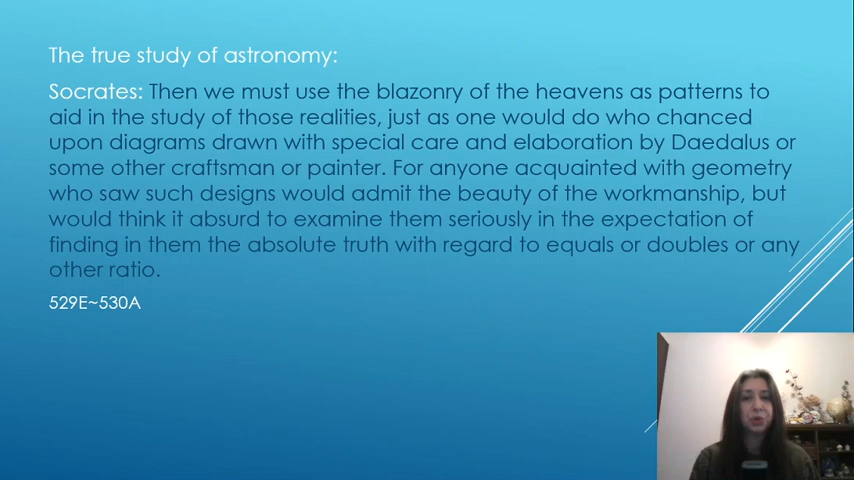 The true study of astronomy:
Socrates: Then we must use the blazonry of the heavens as patterns to
aid in the study of those realities, just as one would do who chanced
upon diagrams drawn with special care and elaboration by Daedalus or
some other craftsman or painter. For anyone acquainted with geometry
who saw such designs would admit the beauty of the workmanship, but
would think it absurd to examine them seriously in the expectation of
finding in them the absolute truth with regard to equals or doubles or any
other ratio.
529E~530A